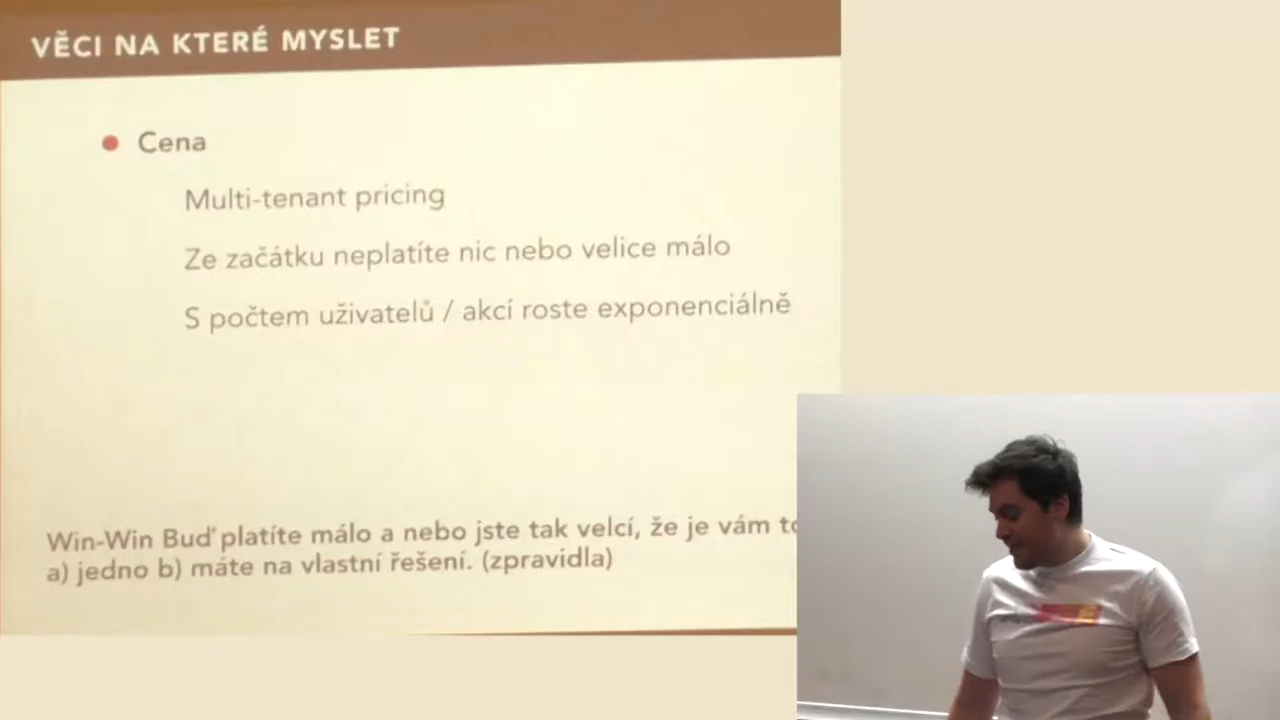 VĚCI NA KTERÉ MYSLET
Cena
Multi-tenant pricing
Ze začátku neplatíte nic nebo velice málo
S počtem uživatelů / akcí roste exponenciálně
Win-Win Buď platíte málo a nebo jste tak velcí, že je vám
a) jedno b) máte na vlastní řešení. (zpravidla)